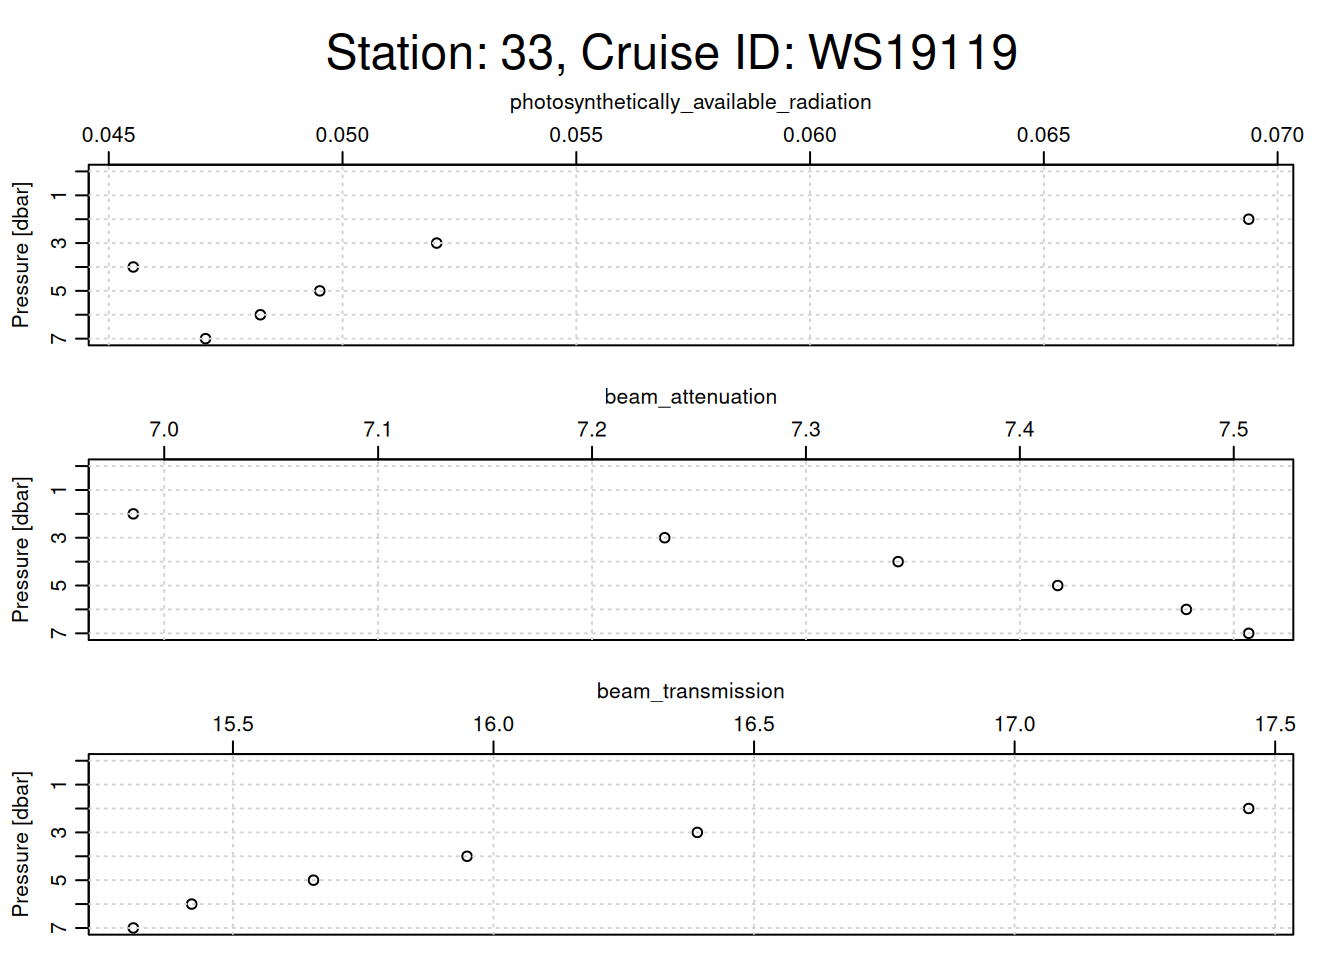 Station: 33, Cruise ID: WS19119
photosynthetically_available_radiation
0.045 0.050 0.055 0.060 0.065 0.070
Pressure [dbar]
1
3
5
7
beam_attenuation
7.0 7.1 7.2 7.3 7.4 7.5
Pressure [dbar]
1
3
5
7
beam_transmission
15.5 16.0 16.5 17.0 17.5
Pressure [dbar]
1
3
5
7